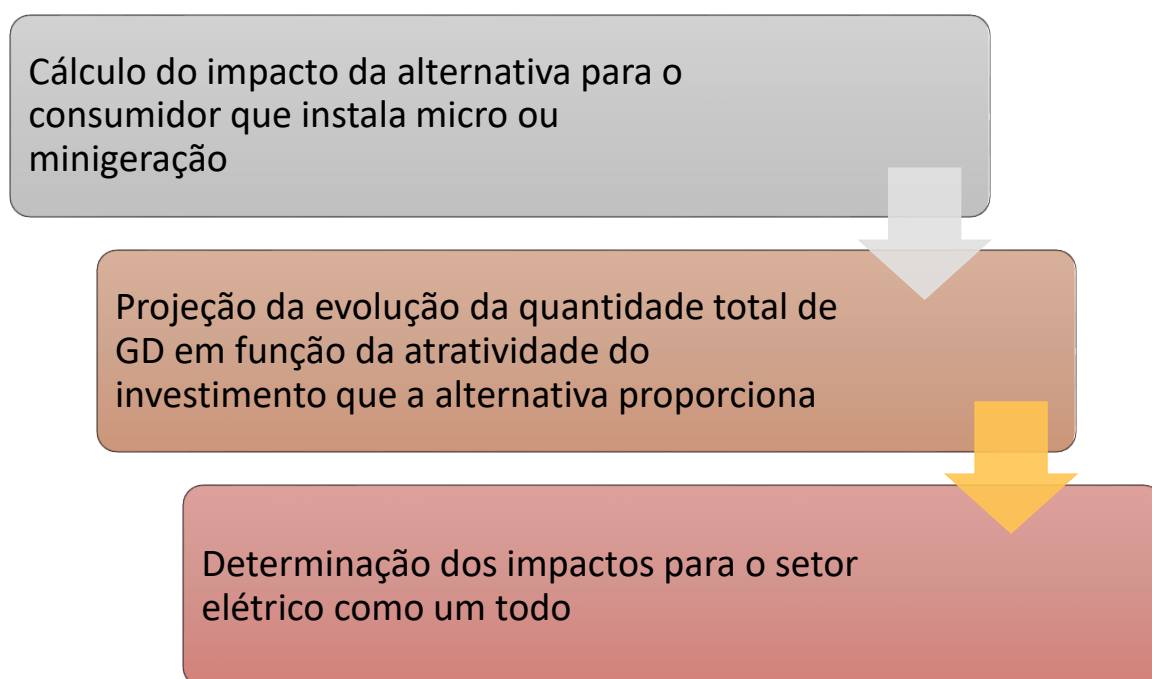 Cálculo do impacto da alternativa para o
consumidor que instala micro ou
minigeração
Projeção da evolução da quantidade total de
GD em função da atratividade do
investimento que a alternativa proporciona
Determinação dos impactos para o setor
elétrico como um todo